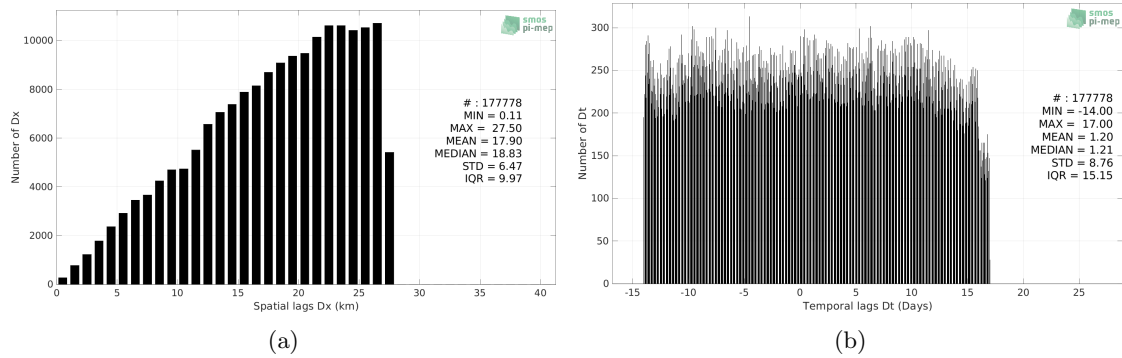 smos
pi-mep
10000
8000
6000
4000
2000
0
Number of Dx
# : 177778
MIN = 0.11
MAX = 27.50
MEAN = 17.90
MEDIAN = 18.83
STD = 6.47
IQR = 9.97
0 5 10 15 20 25 30 35 40
Spatial lags Dx (km)
(a)
smos
pi-mep
300
250
200
150
100
50
0
Number of Dt
# : 177778
MIN = -14.00
MAX = 17.00
MEAN = 1.20
MEDIAN = 1.21
STD = 8.76
IQR = 15.15
-15 -10 -5 0 5 10 15 20 25
Temporal lags Dt (Days)
(b)